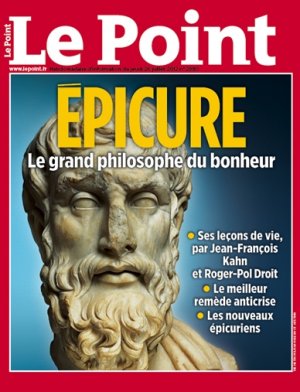 Le Point
Le Point
www.lepoint.fr
ÉPICURE
Le grand philosophe du bonheur
Ses leçons de vie,
par Jean-François
Kahn
et Roger-Pol Droit
Le meilleur
remède anticrise
Les nouveaux
épicuriens